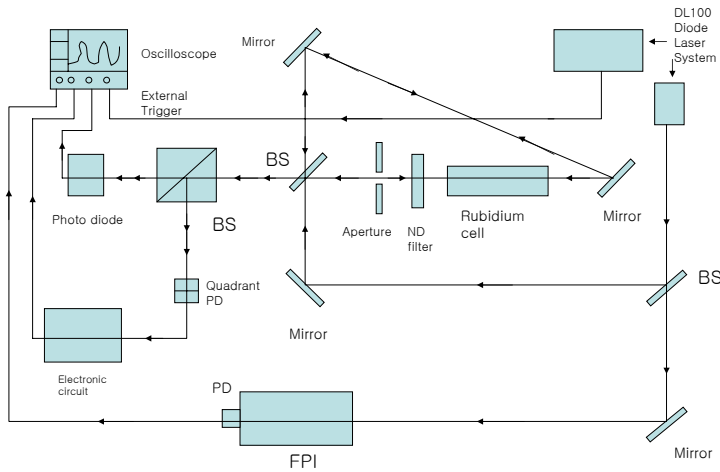 DL100
Diode
Laser
System
Oscilloscope
Mirror
External
Trigger
BS
Photo diode
BS
Aperture
ND
filter
Rubidium
cell
Mirror
Quadrant
PD
BS
Mirror
Electronic
circuit
PD
FPI
Mirror